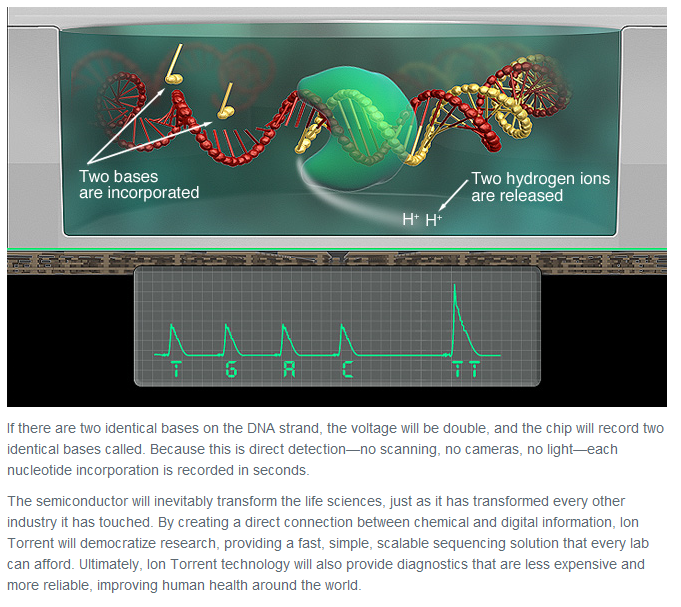 Two bases
are incorporated
Two hydrogen ions
are released
H⁺ H⁺
T G A C TT
If there are two identical bases on the DNA strand, the voltage will be double, and the chip will record two
identical bases called. Because this is direct detection—no scanning, no cameras, no light—each
nucleotide incorporation is recorded in seconds.
The semiconductor will inevitably transform the life sciences, just as it has transformed every other
industry it has touched. By creating a direct connection between chemical and digital information, Ion
Torrent will democratize research, providing a fast, simple, scalable sequencing solution that every lab
can afford. Ultimately, Ion Torrent technology will also provide diagnostics that are less expensive and
more reliable, improving human health around the world.